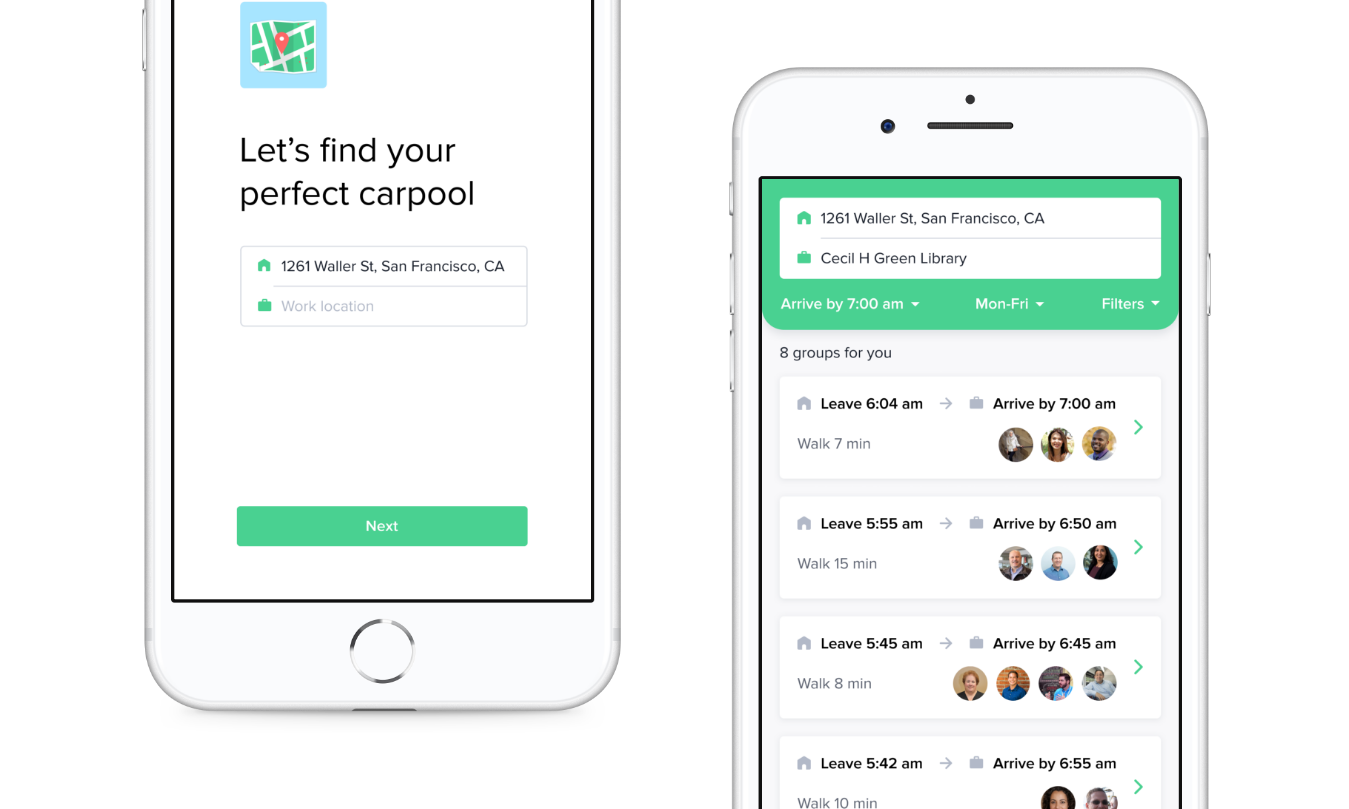 Let’s find your
perfect carpool
1261 Waller St, San Francisco, CA
Work location
Next
1261 Waller St, San Francisco, CA
Cecil H Green Library
Arrive by 7:00 am Mon-Fri Filters
8 groups for you
Leave 6:04 am → Arrive by 7:00 am
Walk 7 min
Leave 5:55 am → Arrive by 6:50 am
Walk 15 min
Leave 5:45 am → Arrive by 6:45 am
Walk 8 min
Leave 5:42 am → Arrive by 6:55 am
Walk 10 min